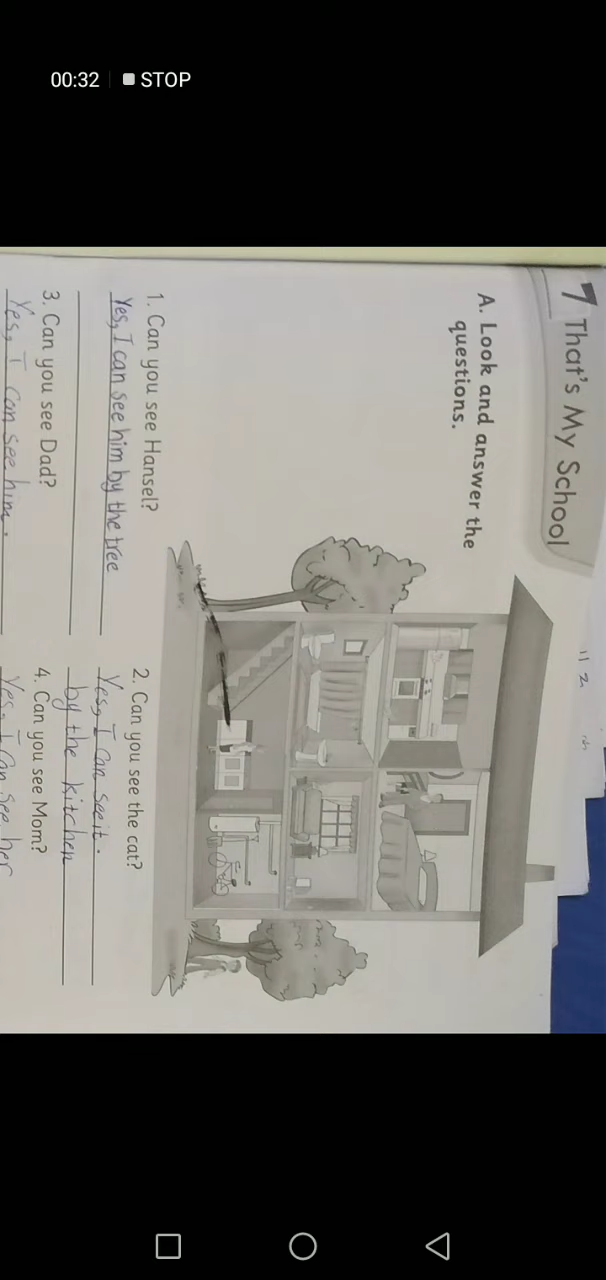 00:32 STOP
7 That's My School
A. Look and answer the
questions.
1. Can you see Hansel?
Yes, I can see him by the tree
2. Can you see the cat?
Yes, I can see it.
by the kitchen
3. Can you see Dad?
Yes, I can see him.
4. Can you see Mom?
Yes, I can see her